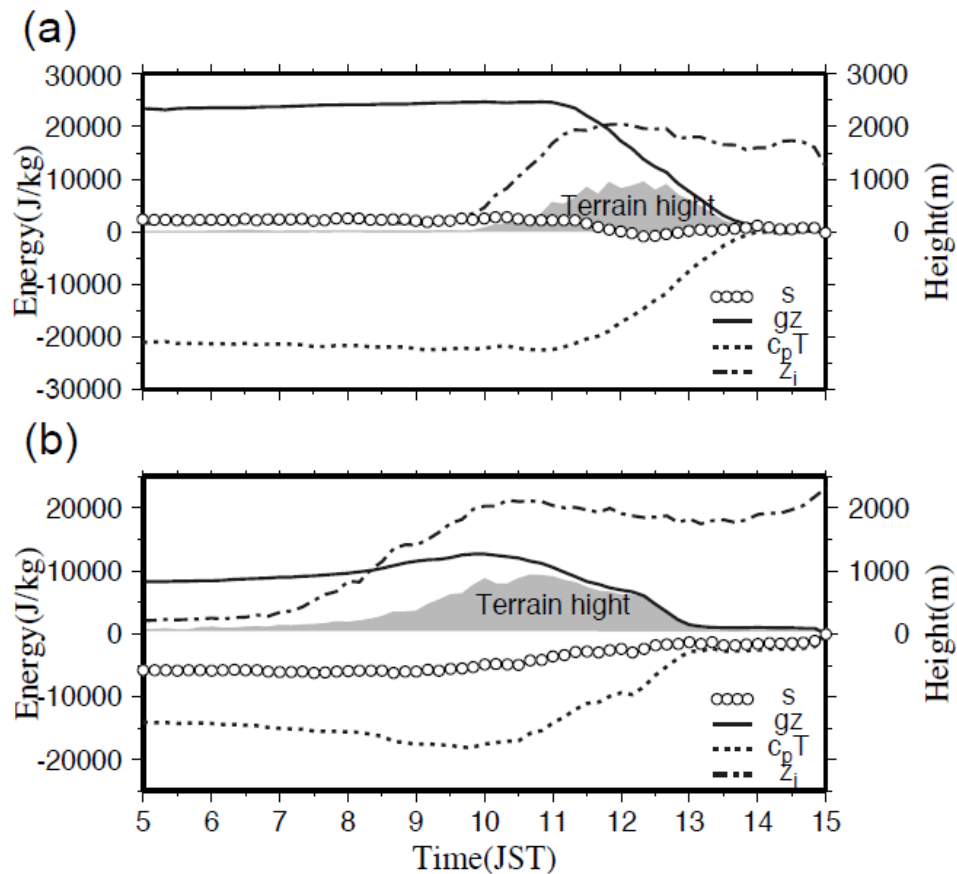 (a)
Energy(J/kg)
30000
20000
10000
0
-10000
-20000
-30000
3000
2000
1000
0
Height(m)
Terrain hight
s
gz
cpT
zi
(b)
Energy(J/kg)
20000
10000
0
-10000
-20000
2000
1000
0
Height(m)
Terrain hight
s
gz
cpT
zi
5 6 7 8 9 10 11 12 13 14 15
Time(JST)